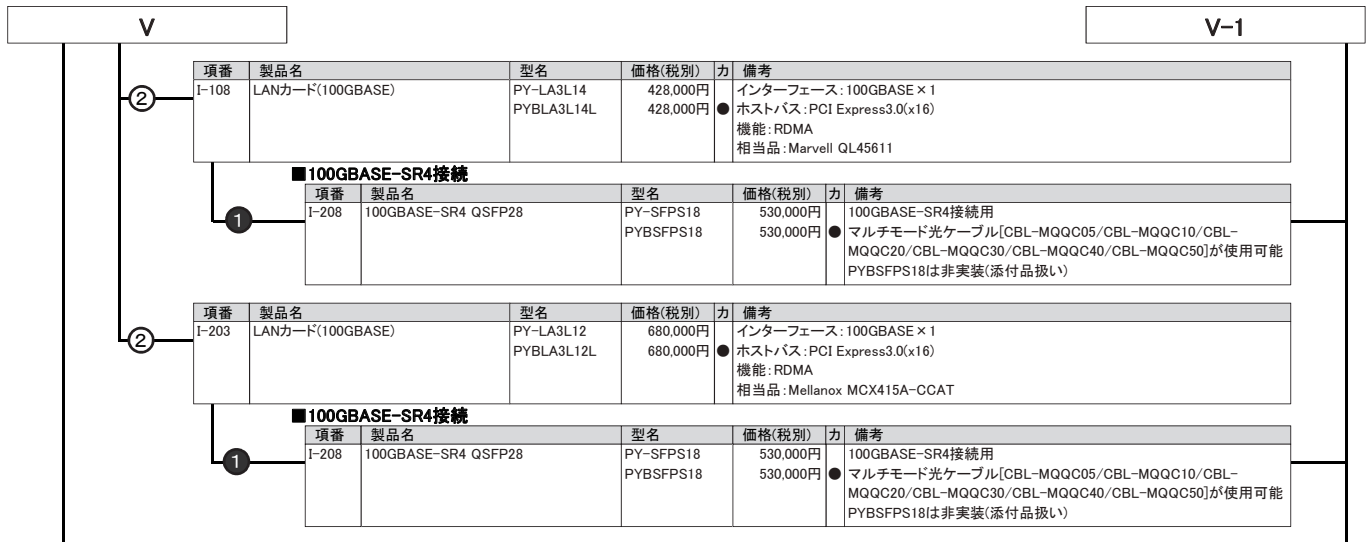 V
V-1
項番 製品名 型名 価格(税別) カ 備考
② I-108 LANカード(100GBASE) PY-LA3L14 428,000円 インターフェース：100GBASE×1
PYBLA3L14L 428,000円 ● ホストバス：PCI Express3.0(x16)
機能：RDMA
相当品：Marvell QL45611
■100GBASE-SR4接続
項番 製品名 型名 価格(税別) カ 備考
❶ I-208 100GBASE-SR4 QSFP28 PY-SFPS18 530,000円 100GBASE-SR4接続用
PYBSFPS18 530,000円 ● マルチモード光ケーブル[CBL-MQQC05/CBL-MQQC10/CBL-
MQQC20/CBL-MQQC30/CBL-MQQC40/CBL-MQQC50]が使用可能
PYBSFPS18は非実装(添付品扱い)
項番 製品名 型名 価格(税別) カ 備考
② I-203 LANカード(100GBASE) PY-LA3L12 680,000円 インターフェース：100GBASE×1
PYBLA3L12L 680,000円 ● ホストバス：PCI Express3.0(x16)
機能：RDMA
相当品：Mellanox MCX415A-CCAT
■100GBASE-SR4接続
項番 製品名 型名 価格(税別) カ 備考
❶ I-208 100GBASE-SR4 QSFP28 PY-SFPS18 530,000円 100GBASE-SR4接続用
PYBSFPS18 530,000円 ● マルチモード光ケーブル[CBL-MQQC05/CBL-MQQC10/CBL-
MQQC20/CBL-MQQC30/CBL-MQQC40/CBL-MQQC50]が使用可能
PYBSFPS18は非実装(添付品扱い)